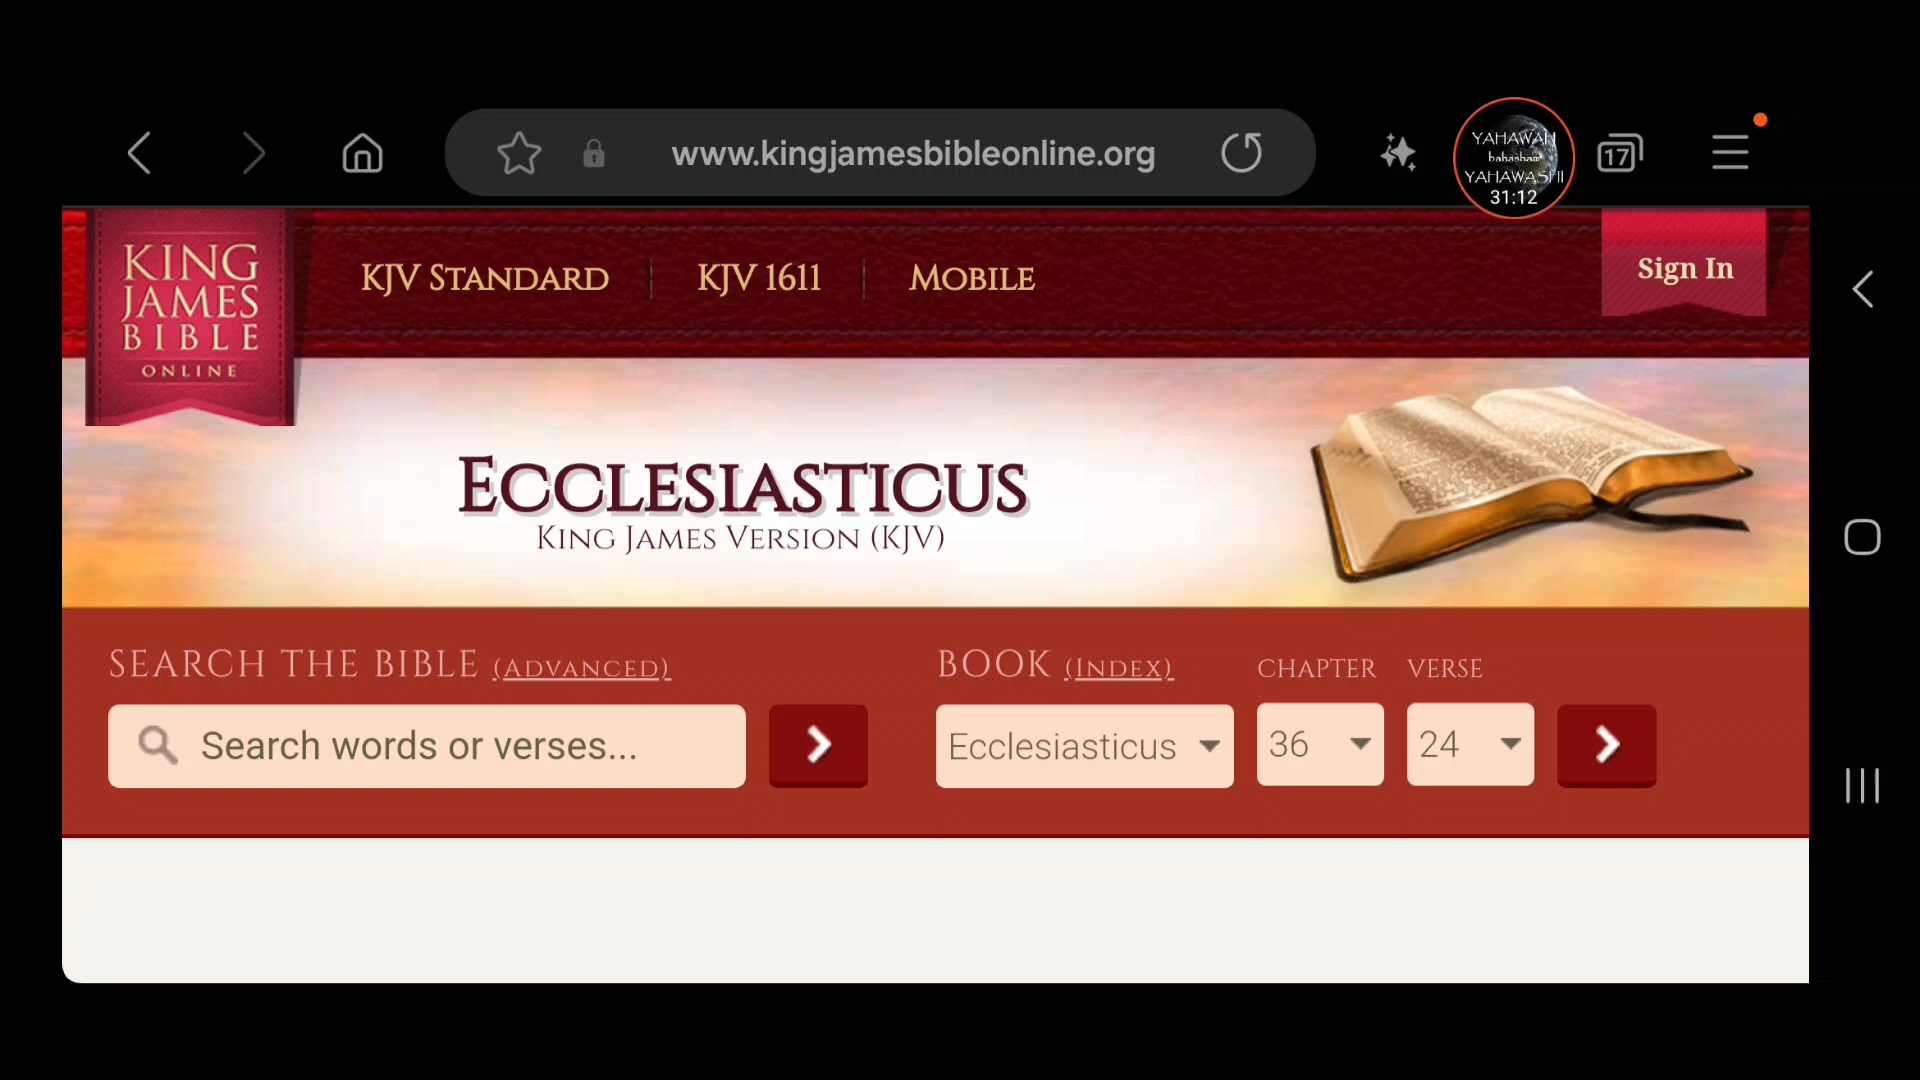 www.kingjamesbibleonline.org
YAHAWAH
bahasham
YAHAWASHI
31:12
17
KING
JAMES
BIBLE
ONLINE
KJV STANDARD
KJV 1611
MOBILE
Sign In
ECCLESIASTICUS
KING JAMES VERSION (KJV)
SEARCH THE BIBLE (ADVANCED)
BOOK (INDEX)
CHAPTER
VERSE
Search words or verses...
Ecclesiasticus
36
24